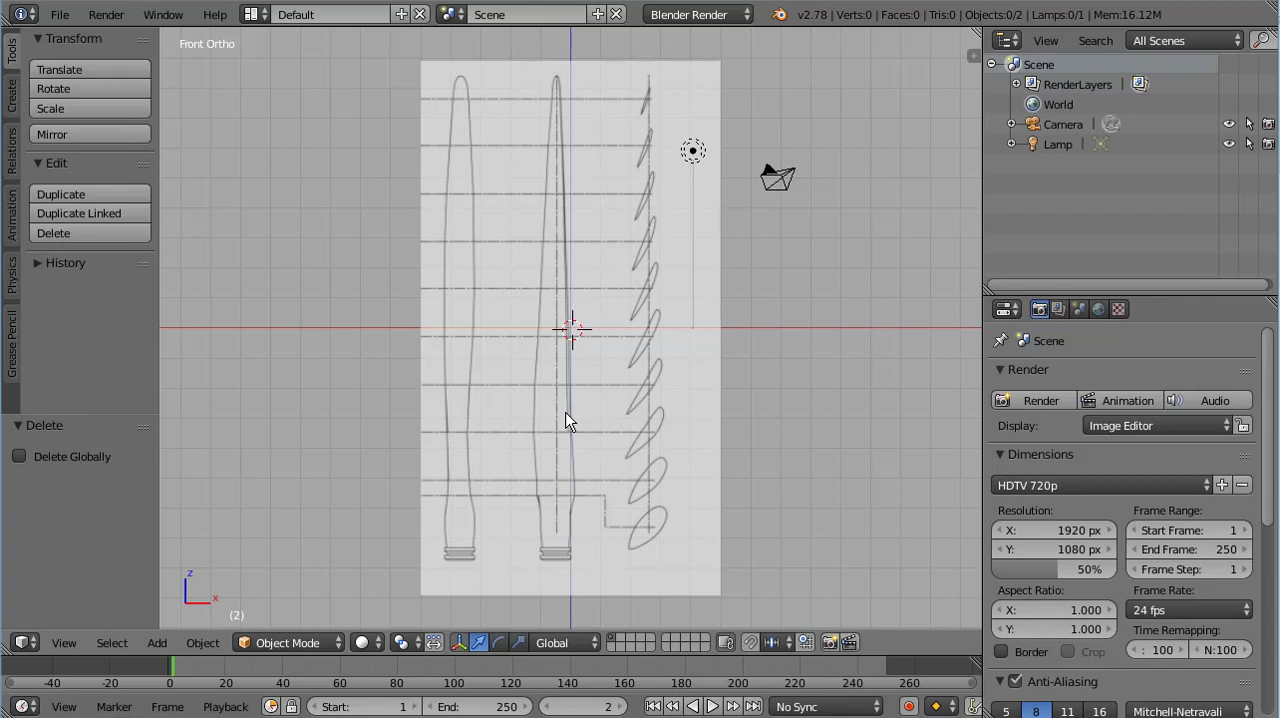 File Render Window Help Default Scene Blender Render v2.78 | Verts:0 | Faces:0 | Tris:0 | Objects:0/2 | Lamps:0/1 | Mem:16.12M
Tools
Create
Relations
Animation
Physics
Grease Pencil
Transform
Translate
Rotate
Scale
Mirror
Edit
Duplicate
Duplicate Linked
Delete
History
Delete
Delete Globally
Front Ortho
z
x
(2)
View Select Add Object Object Mode Global
-40 -20 0 20 40 60 80 100 120 140 160 180 200 220 240 260
View Marker Frame Playback Start: 1 End: 250 2 No Sync
View Search All Scenes
Scene
RenderLayers |
World
Camera |
Lamp |
Scene
Render
Render Animation Audio
Display: Image Editor
Dimensions
HDTV 720p
Resolution: Frame Range:
X: 1920 px Start Frame: 1
Y: 1080 px End Frame: 250
50% Frame Step: 1
Aspect Ratio: Frame Rate:
X: 1.000 24 fps
Y: 1.000 Time Remapping:
Border Crop : 100 N:100
Anti-Aliasing
5 8 11 16 Mitchell-Netravali